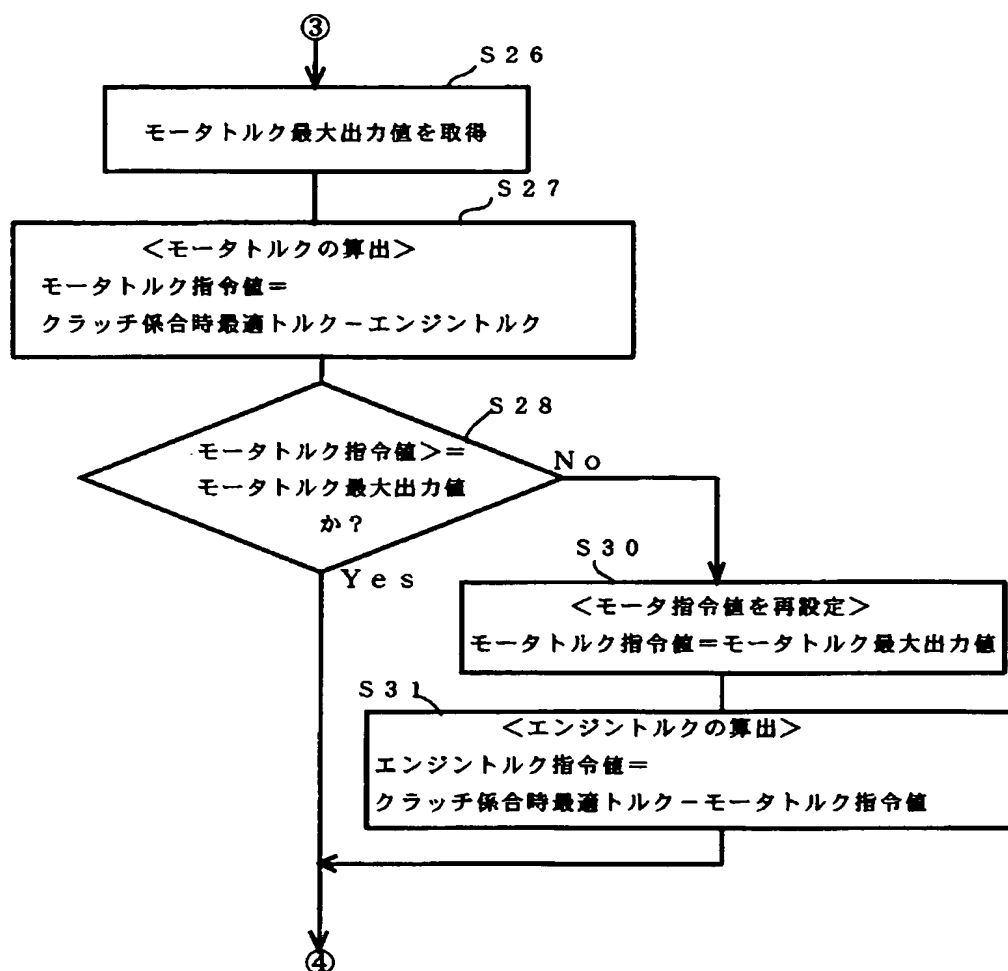 ③
S26
モータトルク最大出力値を取得
S27
<モータトルクの算出>
モータトルク指令値=
クラッチ係合時最適トルク-エンジントルク
S28
モータトルク指令値>=
モータトルク最大出力値
か?
No
Yes
S30
<モータ指令値を再設定>
モータトルク指令値=モータトルク最大出力値
S31
<エンジントルクの算出>
エンジントルク指令値=
クラッチ係合時最適トルク-モータトルク指令値
④